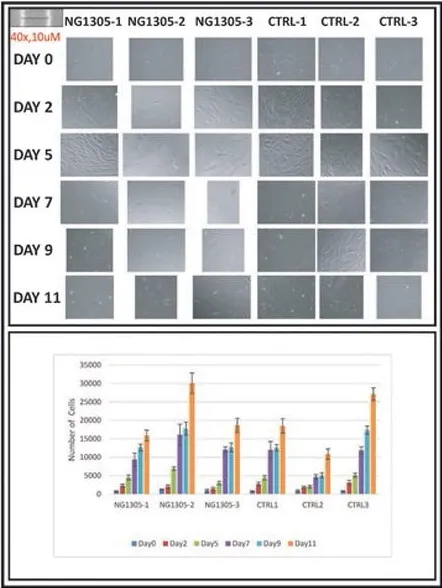 NG1305-1 NG1305-2 NG1305-3 CTRL-1 CTRL-2 CTRL-3
40x,10uM
DAY 0
DAY 2
DAY 5
DAY 7
DAY 9
DAY 11
35000
30000
25000
20000
15000
10000
5000
0
Number of Cells
NG1305-1 NG1305-2 NG1305-3 CTRL1 CTRL2 CTRL3
Day0 Day2 Day5 Day7 Day9 Day11